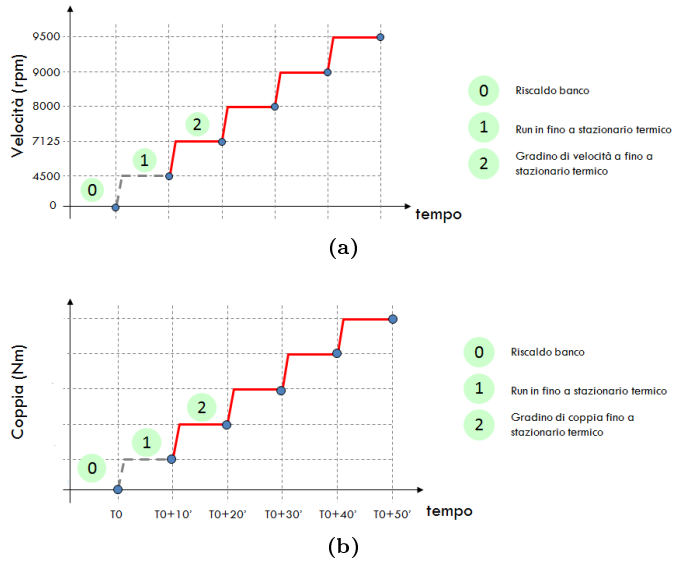 9500
9000
8000
7125
4500
0
Velocità (rpm)
0
1
2
tempo
0 Riscaldo banco
1 Run in fino a stazionario termico
2 Gradino di velocità a fino a
stazionario termico
(a)
Coppia (Nm)
0
1
2
T0 T0+10' T0+20' T0+30' T0+40' T0+50'
tempo
0 Riscaldo banco
1 Run in fino a stazionario termico
2 Gradino di coppia fino a
stazionario termico
(b)